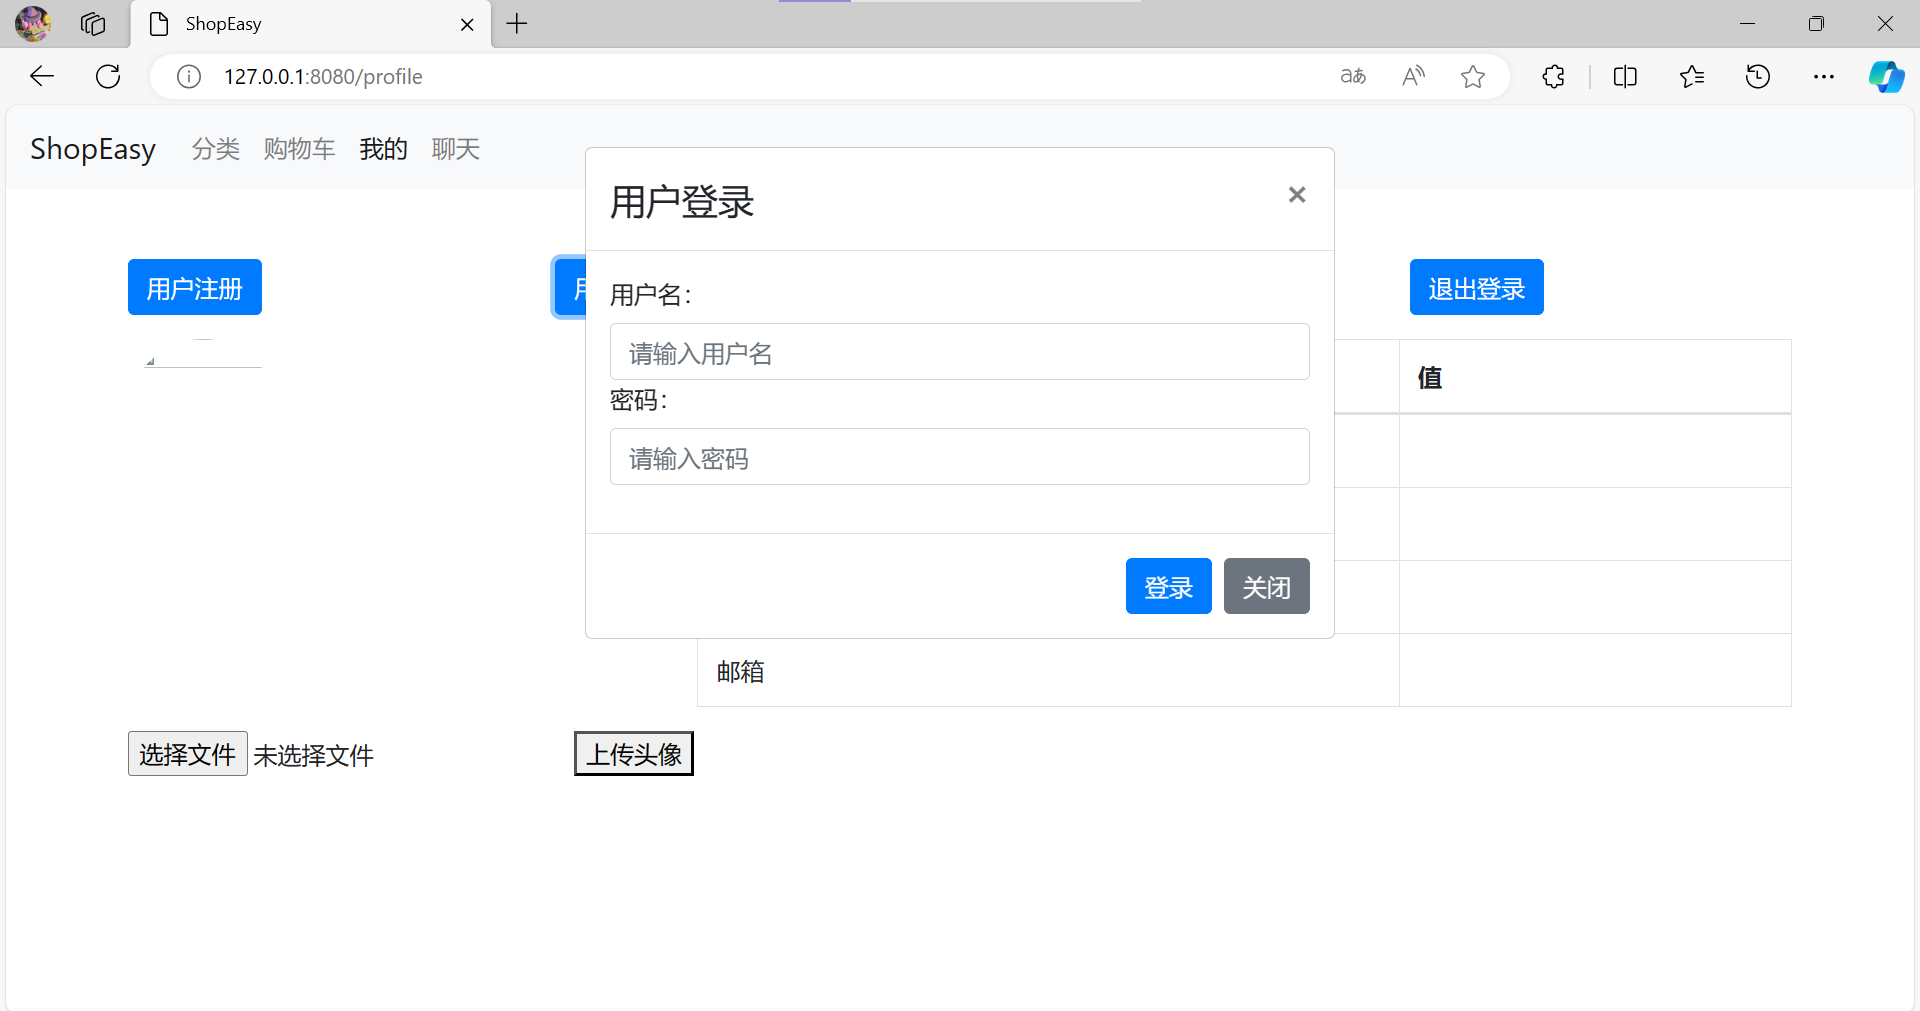 ShopEasy
127.0.0.1:8080/profile
ShopEasy 分类 购物车 我的 聊天
用户登录
用户注册
退出登录
用户名：
请输入用户名
值
密码：
请输入密码
登录 关闭
邮箱
选择文件 未选择文件 上传头像